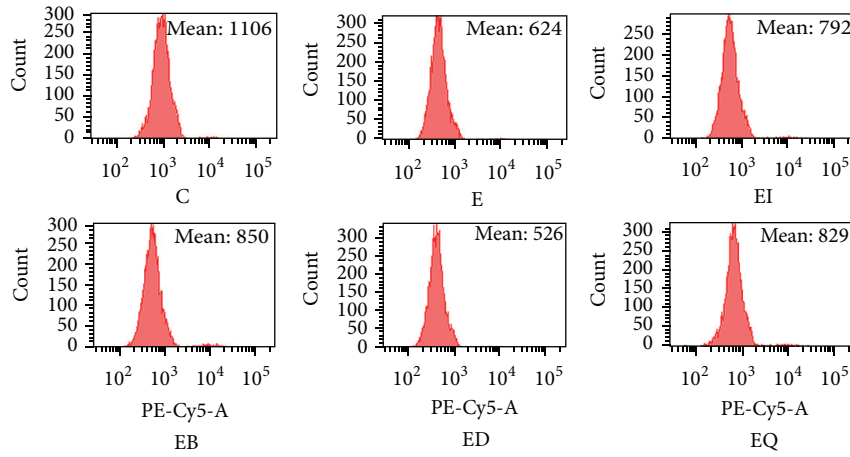 Mean: 1106
Count
300
250
200
150
100
50
0
10² 10³ 10⁴ 10⁵
C
Mean: 624
Count
300
250
200
150
100
50
0
10² 10³ 10⁴ 10⁵
E
Mean: 792
Count
250
200
150
100
50
0
10² 10³ 10⁴ 10⁵
EI
Mean: 850
Count
300
250
200
150
100
50
0
10² 10³ 10⁴ 10⁵
PE-Cy5-A
EB
Mean: 526
Count
300
250
200
150
100
50
0
10² 10³ 10⁴ 10⁵
PE-Cy5-A
ED
Mean: 829
Count
300
250
200
150
100
50
0
10² 10³ 10⁴ 10⁵
PE-Cy5-A
EQ